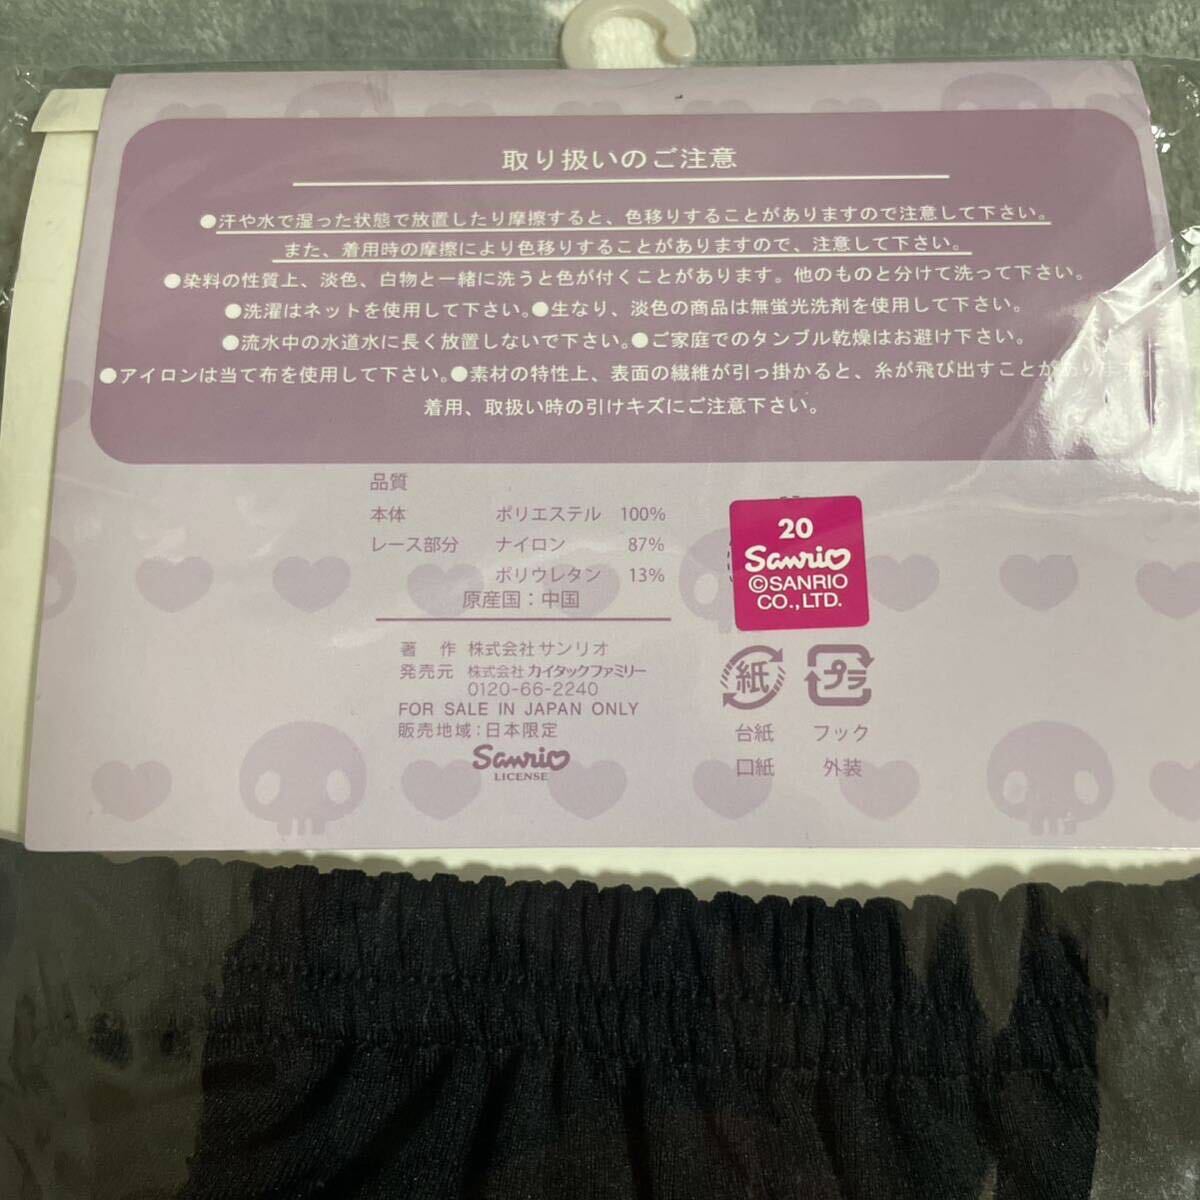 取り扱いのご注意
●汗や水で湿った状態で放置したり摩擦すると、色移りすることがありますので注意して下さい。
また、着用時の摩擦により色移りすることがありますので、注意して下さい。
●染料の性質上、淡色、白物と一緒に洗うと色が付くことがあります。他のものと分けて洗って下さい。
●洗濯はネットを使用して下さい。●生なり、淡色の商品は無蛍光洗剤を使用して下さい。
●流水中の水道水に長く放置しないで下さい。●ご家庭でのタンブル乾燥はお避け下さい。
●アイロンは当て布を使用して下さい。●素材の特性上、表面の繊維が引っ掛かると、糸が飛び出すことがあります。
着用、取扱い時の引けキズにご注意下さい。
品質
本体 ポリエステル 100%
レース部分 ナイロン 87%
ポリウレタン 13%
原産国：中国
著 作 株式会社サンリオ
発売元 株式会社カイタックファミリー
0120-66-2240
FOR SALE IN JAPAN ONLY
販売地域：日本限定
Sanrio
LICENSE
20
Sanrio
©SANRIO
CO.,LTD.
紙 プラ
台紙 フック
口紙 外装